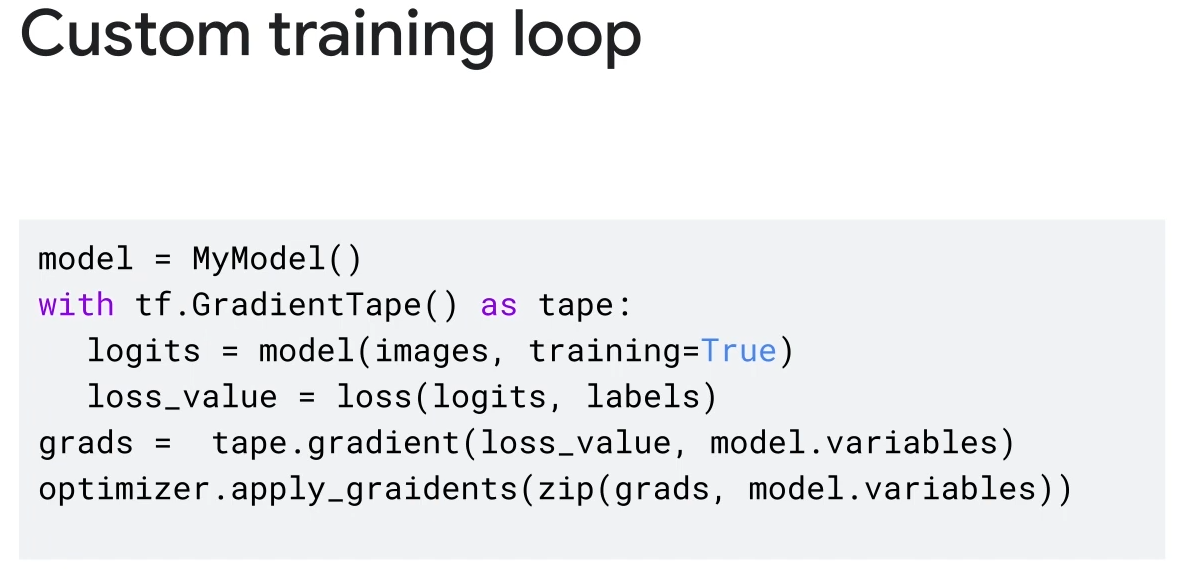 Custom training loop
model = MyModel()
with tf.GradientTape() as tape:
logits = model(images, training=True)
loss_value = loss(logits, labels)
grads =  tape.gradient(loss_value, model.variables)
optimizer.apply_graidents(zip(grads, model.variables))